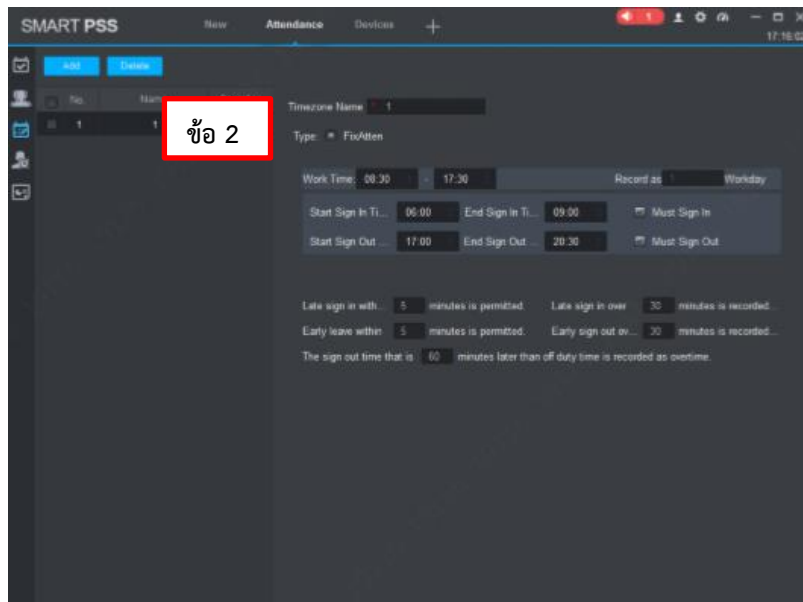 SMART PSS New Attendance Devices
1
17:16:02
Add Delete
No. Nam
1 1
ข้อ 2
Timezone Name * 1
Type: FixAtten
Work Time: 08:30 - 17:30 Record as 1 Workday
Start Sign In Ti... 06:00 End Sign In Ti... 09:00 Must Sign In
Start Sign Out ... 17:00 End Sign Out ... 20:30 Must Sign Out
Late sign in with... 5 minutes is permitted. Late sign in over 30 minutes is recorded...
Early leave within 5 minutes is permitted. Early sign out ov... 30 minutes is recorded...
The sign out time that is 60 minutes later than off duty time is recorded as overtime.